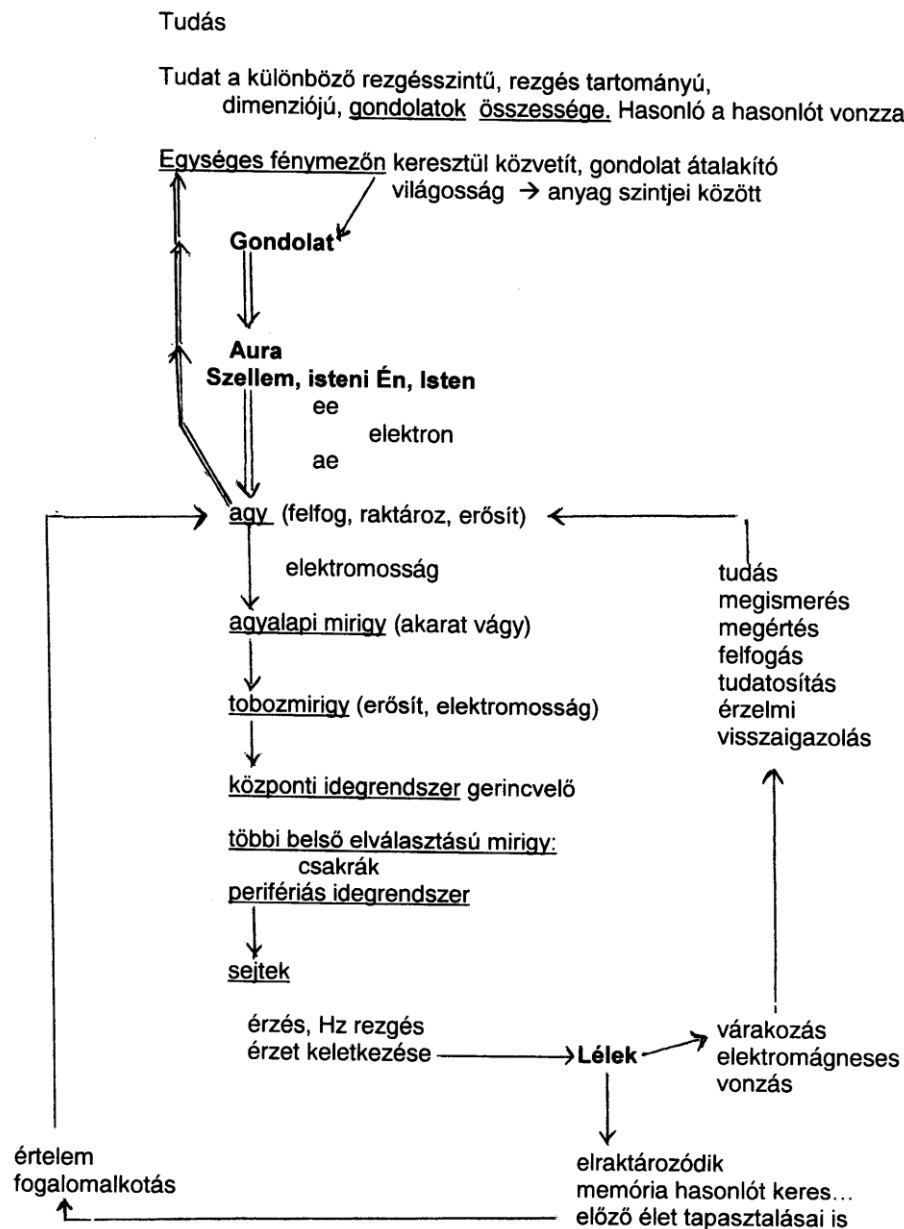 Tudás
Tudat a különböző rezgésszintű, rezgés tartományú,
dimenziójú, gondolatok összessége. Hasonló a hasonlót vonzza
Egységes fénymezőn keresztül közvetít, gondolat átalakító
világosság → anyag szintjei között
Gondolat
Aura
Szellem, isteni Én, Isten
ee
elektron
ae
agy (felfog, raktároz, erősít)
elektromosság
agyalapi mirigy (akarat vágy)
tobozmirigy (erősít, elektromosság)
központi idegrendszer gerincvelő
többi belső elválasztású mirigy:
csakrák
perifériás idegrendszer
sejtek
érzés, Hz rezgés
érzet keletkezése
Lélek
várakozás
elektromágneses
vonzás
tudás
megismerés
megértés
felfogás
tudatosítás
érzelmi
visszaigazolás
elraktározódik
memória hasonlót keres...
előző élet tapasztalásai is
értelem
fogalomalkotás